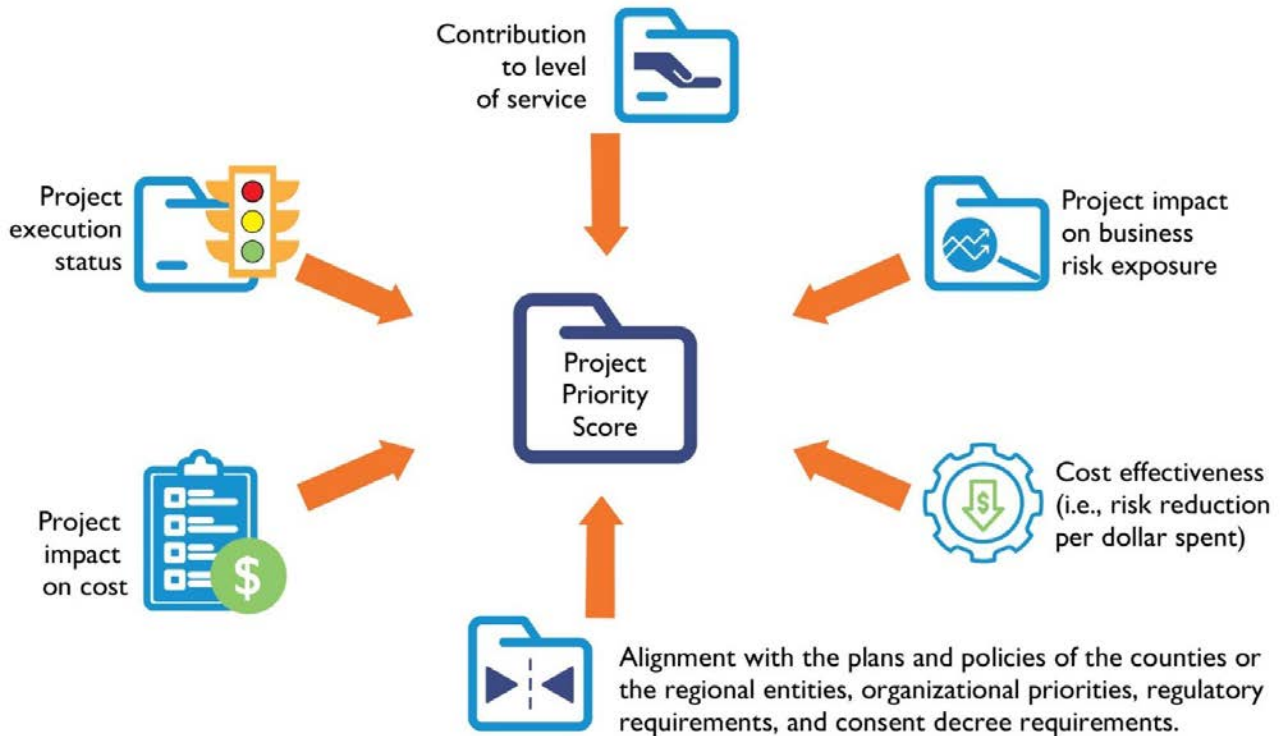 Contribution
to level
of service
Project
execution
status
Project impact
on business
risk exposure
Project
Priority
Score
Project
impact
on cost
$
$
Cost effectiveness
(i.e., risk reduction
per dollar spent)
Alignment with the plans and policies of the counties or
the regional entities, organizational priorities, regulatory
requirements, and consent decree requirements.